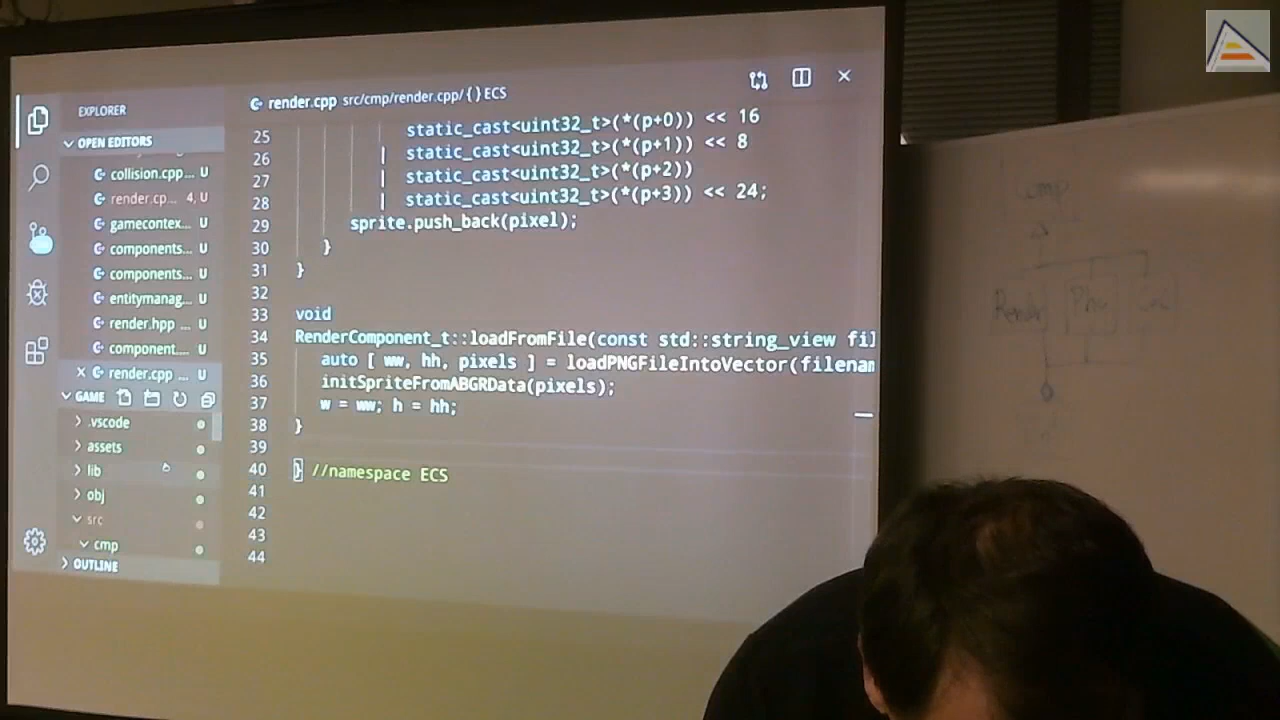 EXPLORER
OPEN EDITORS
collision.cpp... U
render.cp... 4, U
gamecontex... U
components... U
components... U
entitymanag... U
render.hpp ... U
component.... U
render.cpp ... U
GAME
.vscode
assets
lib
obj
src
cmp
OUTLINE
render.cpp src/cmp/render.cpp/{} ECS
25 static_cast<uint32_t>(*(p+0)) << 16
26 | static_cast<uint32_t>(*(p+1)) << 8
27 | static_cast<uint32_t>(*(p+2))
28 | static_cast<uint32_t>(*(p+3)) << 24;
29 sprite.push_back(pixel);
30 }
31 }
32
33 void
34 RenderComponent_t::loadFromFile(const std::string_view fil
35 auto [ ww, hh, pixels ] = loadPNGFileIntoVector(filenam
36 initSpriteFromABGRData(pixels);
37 w = ww; h = hh;
38 }
39
40 } //namespace ECS
41
42
43
44
Cmp
Render Phy